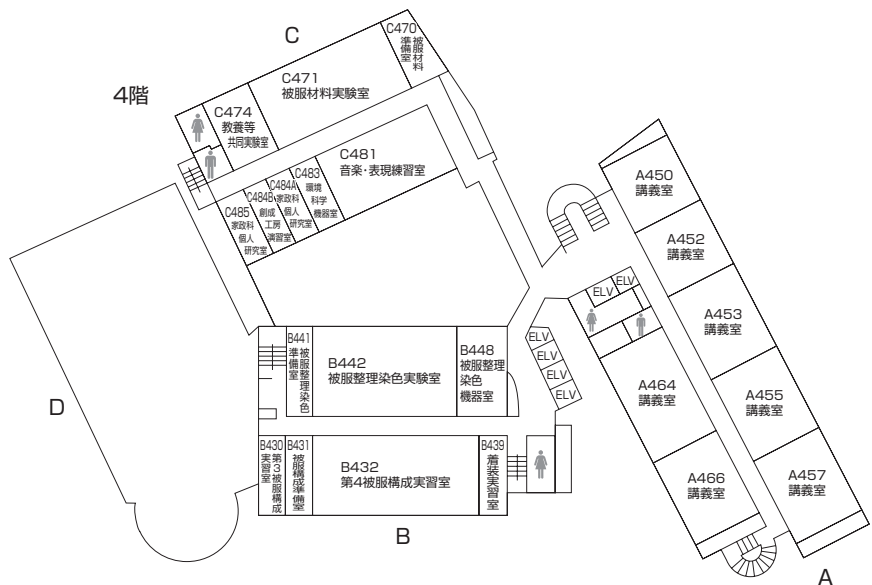 4階
C
C470
被服材料
準備室
C471
被服材料実験室
C474
教養等
共同実験室
C481
音楽・表現練習室
C483
環境
科学
機器室
C484A
家政科
個人
研究室
C484B
創成
工房
演習室
C485
家政科
個人
研究室
D
B441
被服整理染色
準備室
B442
被服整理染色実験室
B448
被服整理
染色
機器室
B430
第3被服構成
実習室
B431
被服構成準備室
B432
第4被服構成実習室
B439
着装実習室
B
ELV
ELV
ELV
ELV
ELV
ELV
A450
講義室
A452
講義室
A453
講義室
A455
講義室
A457
講義室
A464
講義室
A466
講義室
A